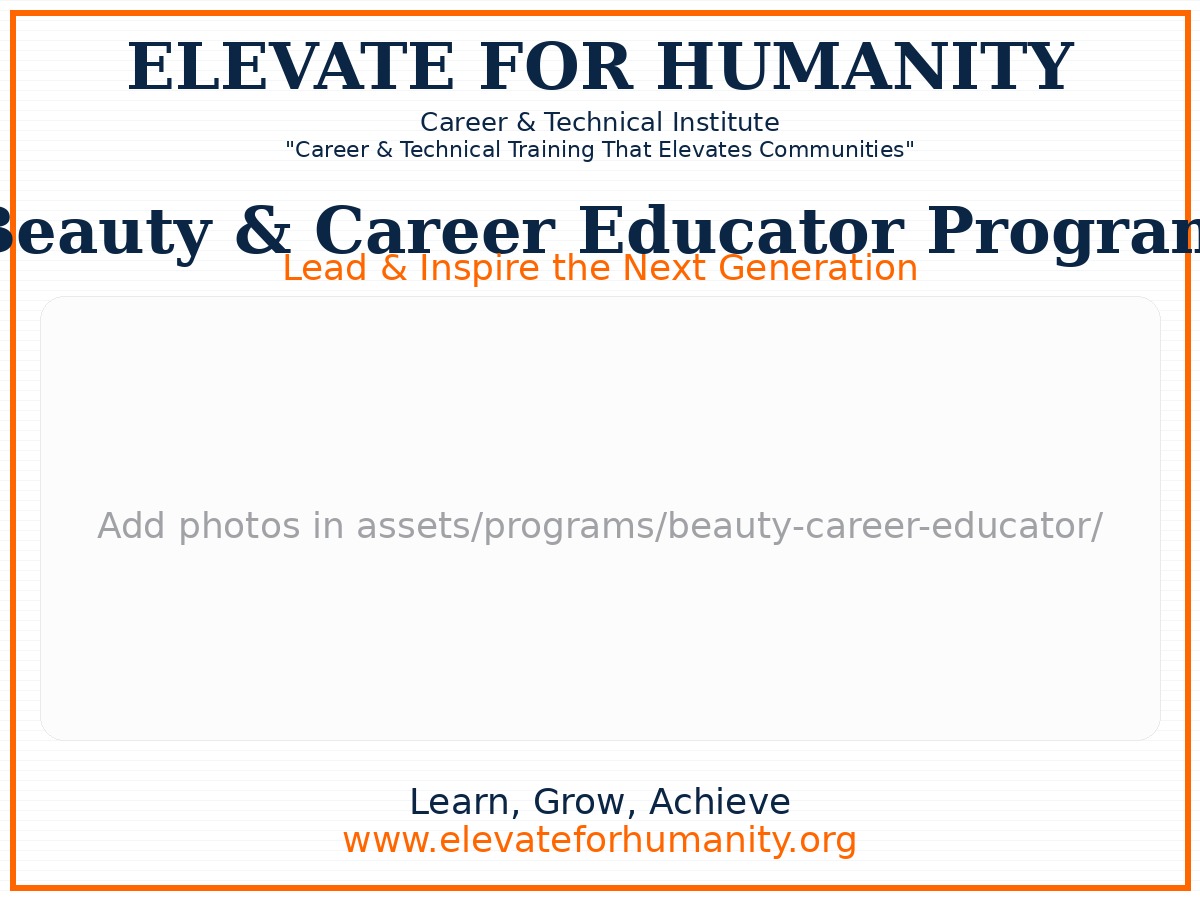 ELEVATE FOR HUMANITY
Career & Technical Institute
"Career & Technical Training That Elevates Communities"
Beauty & Career Educator Program
Lead & Inspire the Next Generation
Add photos in assets/programs/beauty-career-educator/
Learn, Grow, Achieve
www.elevateforhumanity.org